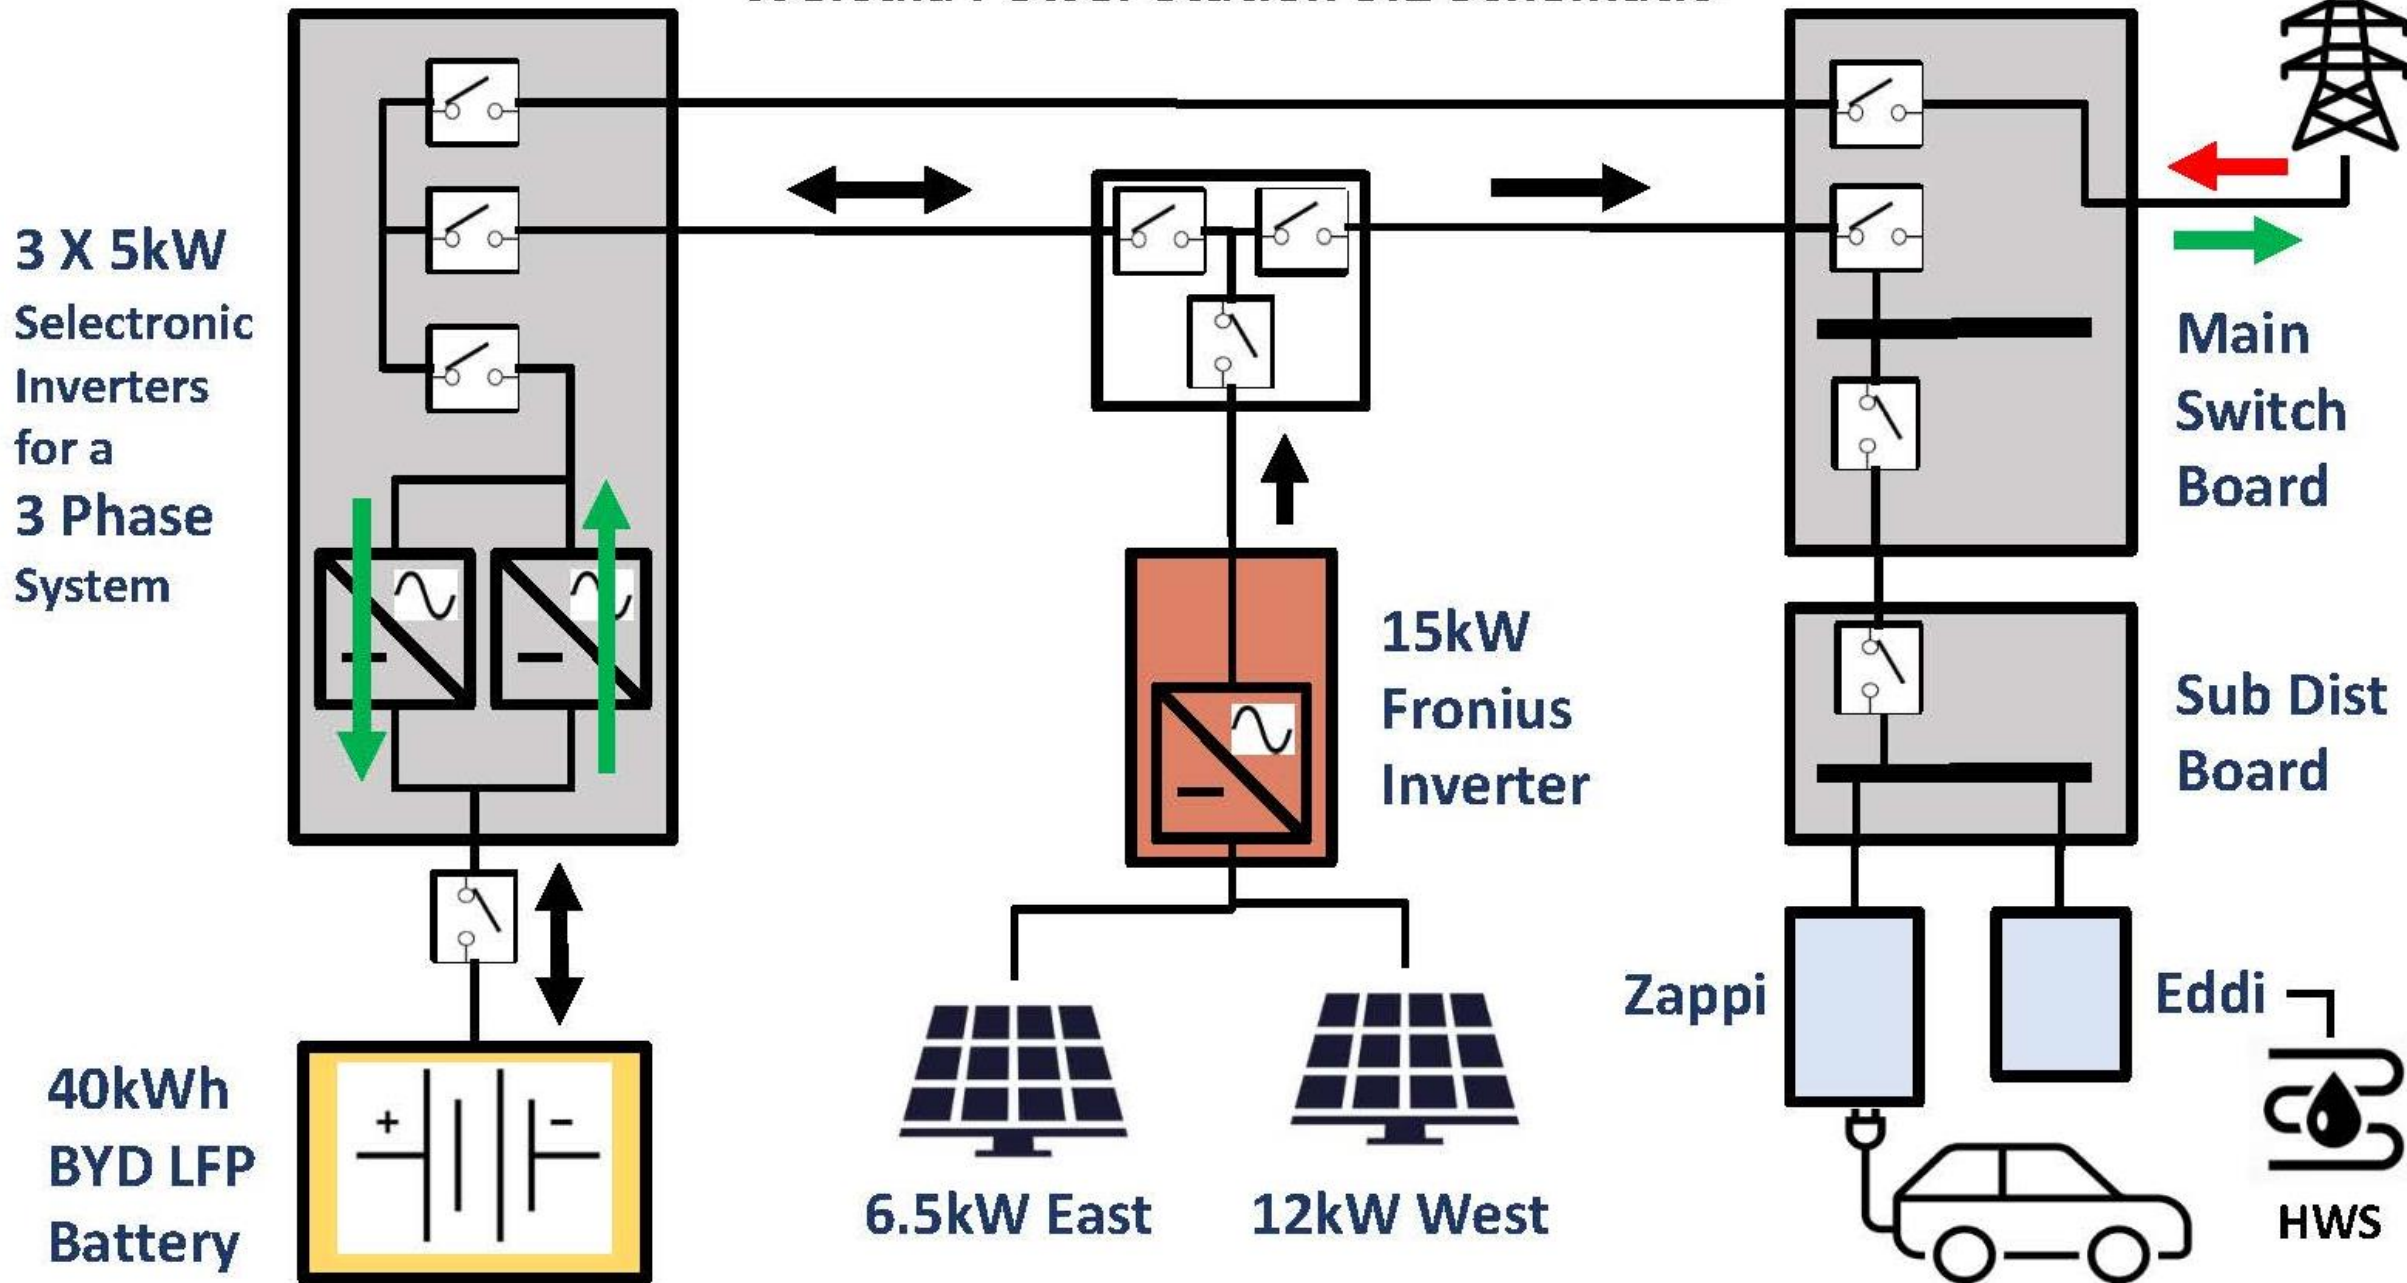 3 X 5kW
Selectronic
Inverters
for a
3 Phase
System
40kWh
BYD LFP
Battery
+
-
15kW
Fronius
Inverter
6.5kW East
12kW West
Main
Switch
Board
Sub Dist
Board
Zappi
Eddi
HWS